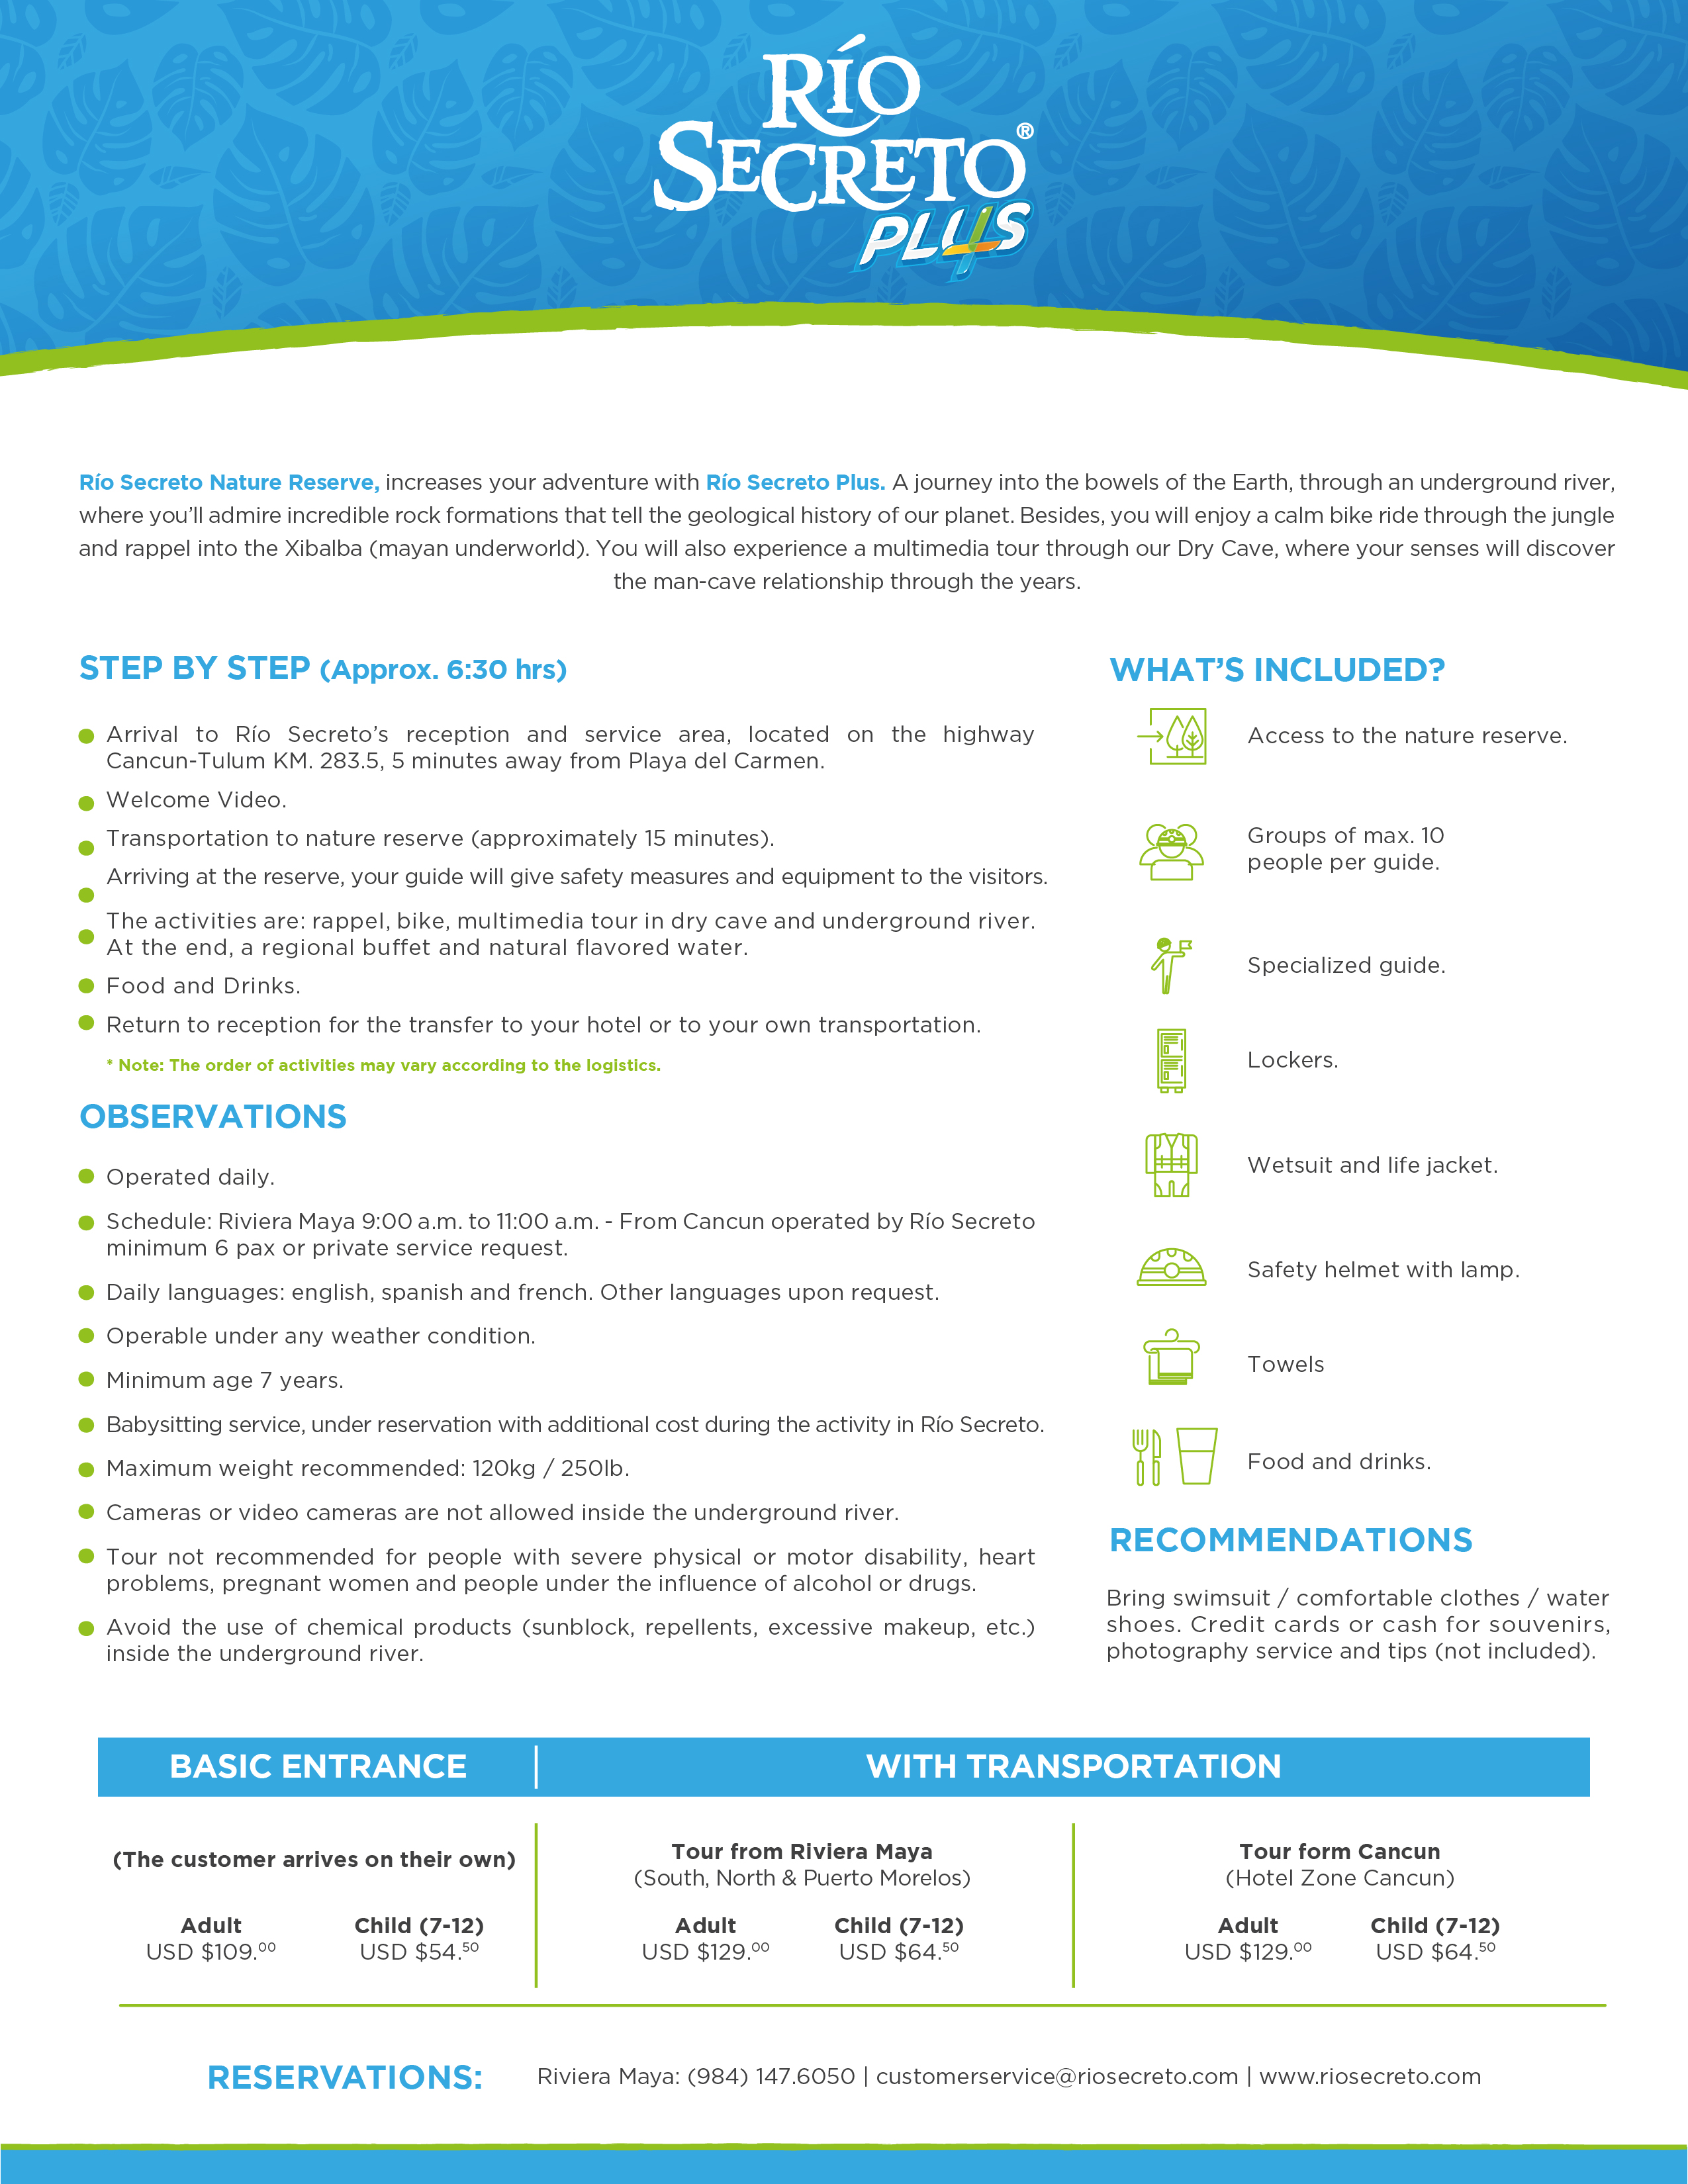 RÍO
SECRETO®
PLUS
Río Secreto Nature Reserve, increases your adventure with Río Secreto Plus. A journey into the bowels of the Earth, through an underground river,
where you'll admire incredible rock formations that tell the geological history of our planet. Besides, you will enjoy a calm bike ride through the jungle
and rappel into the Xibalba (mayan underworld). You will also experience a multimedia tour through our Dry Cave, where your senses will discover
the man-cave relationship through the years.
STEP BY STEP (Approx. 6:30 hrs)
Arrival to Río Secreto's reception and service area, located on the highway
Cancun-Tulum KM. 283.5, 5 minutes away from Playa del Carmen.
Welcome Video.
Transportation to nature reserve (approximately 15 minutes).
Arriving at the reserve, your guide will give safety measures and equipment to the visitors.
The activities are: rappel, bike, multimedia tour in dry cave and underground river.
At the end, a regional buffet and natural flavored water.
Food and Drinks.
Return to reception for the transfer to your hotel or to your own transportation.
* Note: The order of activities may vary according to the logistics.
OBSERVATIONS
Operated daily.
Schedule: Riviera Maya 9:00 a.m. to 11:00 a.m. - From Cancun operated by Río Secreto
minimum 6 pax or private service request.
Daily languages: english, spanish and french. Other languages upon request.
Operable under any weather condition.
Minimum age 7 years.
Babysitting service, under reservation with additional cost during the activity in Río Secreto.
Maximum weight recommended: 120kg / 250lb.
Cameras or video cameras are not allowed inside the underground river.
Tour not recommended for people with severe physical or motor disability, heart
problems, pregnant women and people under the influence of alcohol or drugs.
Avoid the use of chemical products (sunblock, repellents, excessive makeup, etc.)
inside the underground river.
WHAT'S INCLUDED?
Access to the nature reserve.
Groups of max. 10
people per guide.
Specialized guide.
Lockers.
Wetsuit and life jacket.
Safety helmet with lamp.
Towels
Food and drinks.
RECOMMENDATIONS
Bring swimsuit / comfortable clothes / water
shoes. Credit cards or cash for souvenirs,
photography service and tips (not included).
BASIC ENTRANCE
WITH TRANSPORTATION
(The customer arrives on their own)
Adult Child (7-12)
USD $109.00 USD $54.50
Tour from Riviera Maya
(South, North & Puerto Morelos)
Adult Child (7-12)
USD $129.00 USD $64.50
Tour form Cancun
(Hotel Zone Cancun)
Adult Child (7-12)
USD $129.00 USD $64.50
RESERVATIONS: Riviera Maya: (984) 147.6050 | customerservice@riosecreto.com | www.riosecreto.com